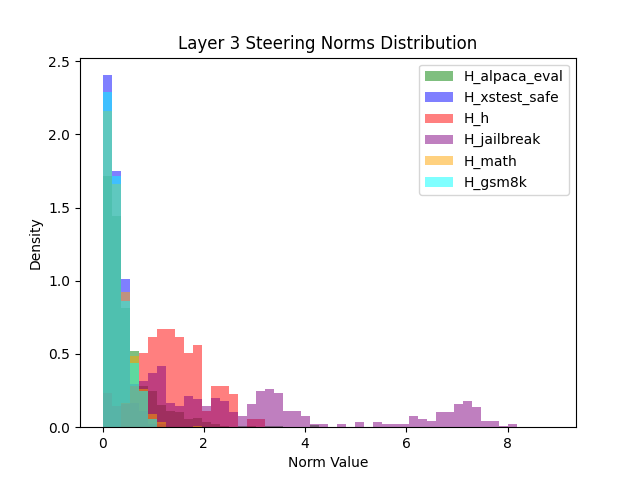 Layer 3 Steering Norms Distribution
2.5
2.0
1.5
1.0
0.5
0.0
Density
H_alpaca_eval
H_xstest_safe
H_h
H_jailbreak
H_math
H_gsm8k
0 2 4 6 8
Norm Value